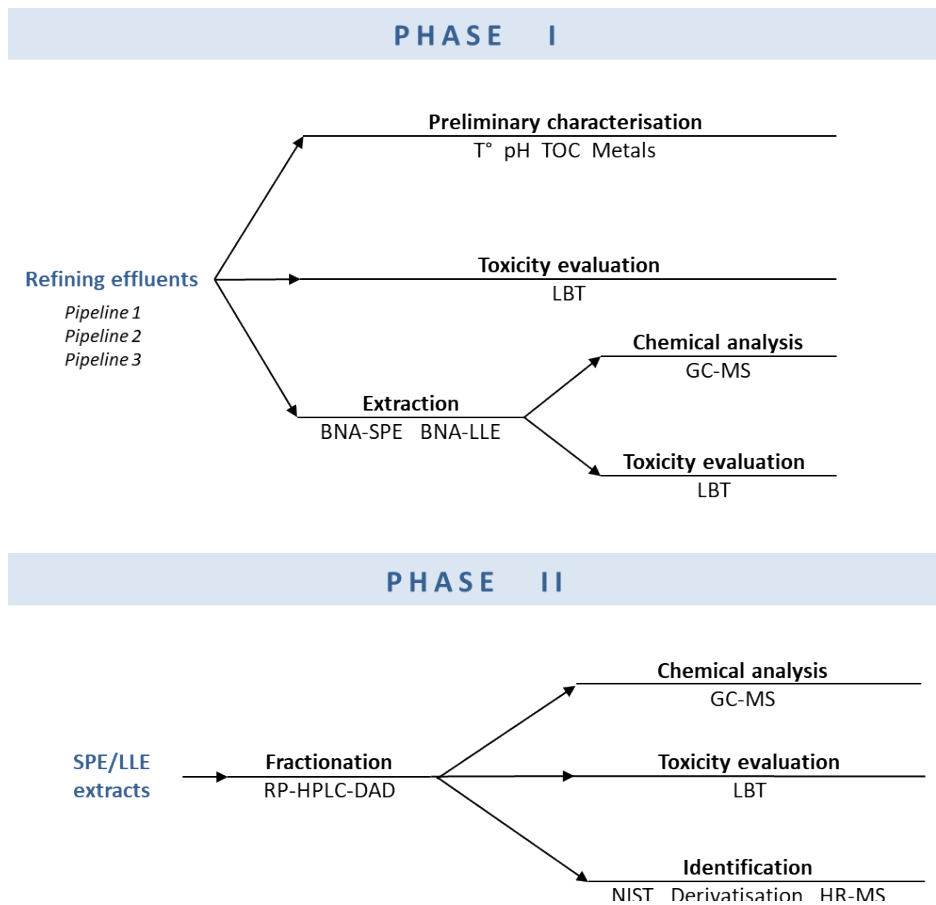 PHASE I
Preliminary characterisation
T° pH TOC Metals
Toxicity evaluation
LBT
Refining effluents
Pipeline 1
Pipeline 2
Pipeline 3
Chemical analysis
GC-MS
Extraction
BNA-SPE BNA-LLE
Toxicity evaluation
LBT
PHASE II
Chemical analysis
GC-MS
SPE/LLE
extracts
Fractionation
RP-HPLC-DAD
Toxicity evaluation
LBT
Identification
NIST Derivatisation HR-MS